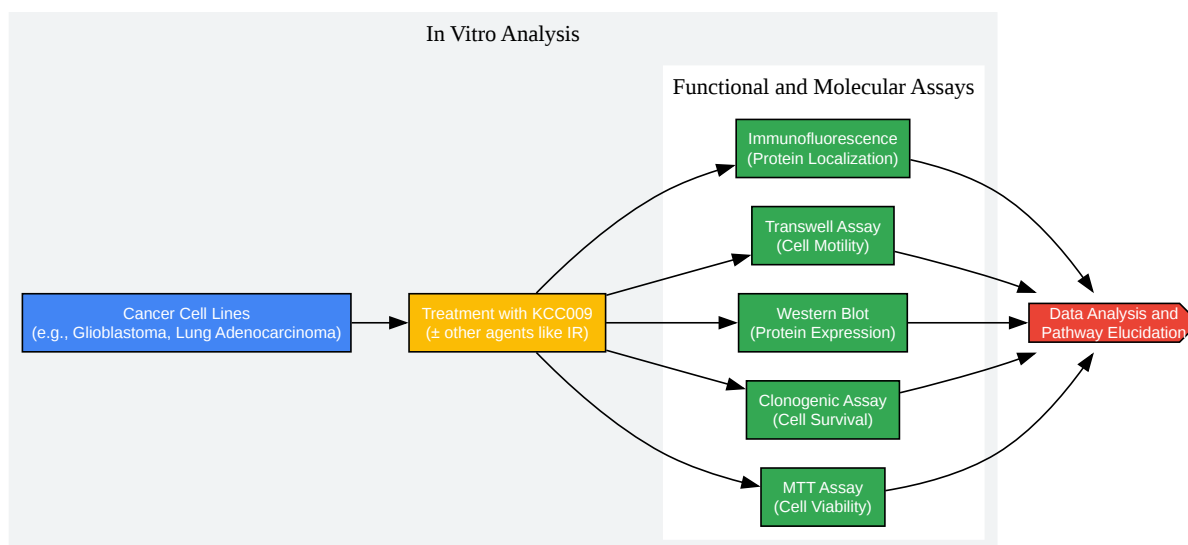 In Vitro Analysis
Functional and Molecular Assays
Immunofluorescence
(Protein Localization)
Transwell Assay
(Cell Motility)
Cancer Cell Lines
(e.g., Glioblastoma, Lung Adenocarcinoma)
Treatment with KCC009
(± other agents like IR)
Western Blot
(Protein Expression)
Data Analysis and
Pathway Elucidation
Clonogenic Assay
(Cell Survival)
MTT Assay
(Cell Viability)